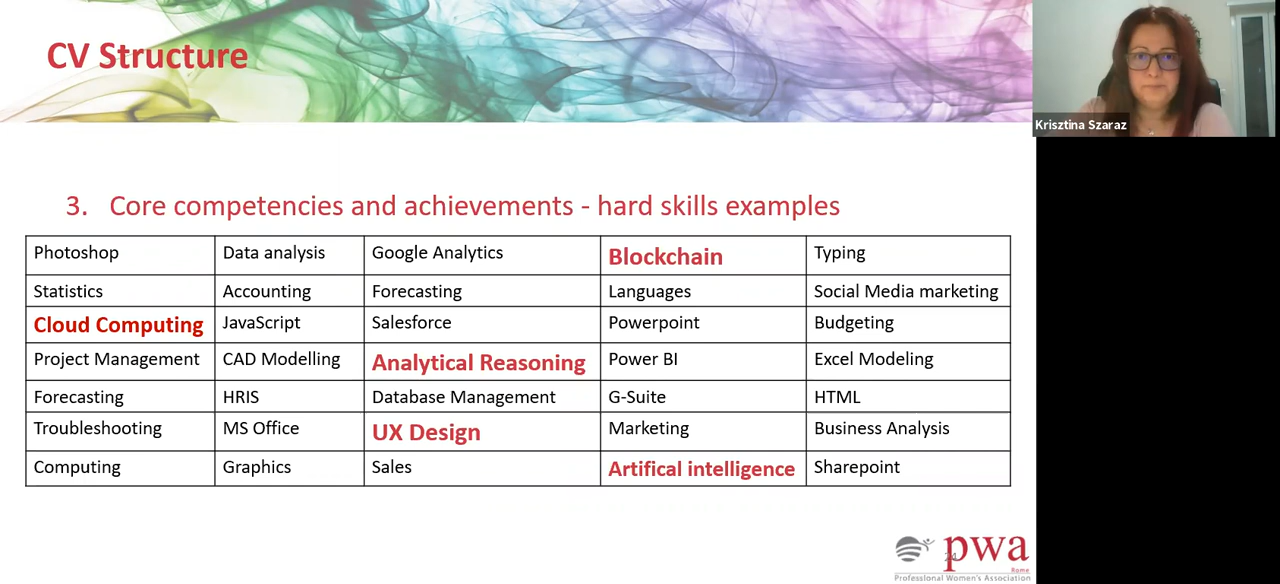 CV Structure
Krisztina Szaraz
3. Core competencies and achievements - hard skills examples
Photoshop Data analysis Google Analytics Blockchain Typing
Statistics Accounting Forecasting Languages Social Media marketing
Cloud Computing JavaScript Salesforce Powerpoint Budgeting
Project Management CAD Modelling Analytical Reasoning Power BI Excel Modeling
Forecasting HRIS Database Management G-Suite HTML
Troubleshooting MS Office UX Design Marketing Business Analysis
Computing Graphics Sales Artifical intelligence Sharepoint
24
pwa
Rome
Professional Women's Association